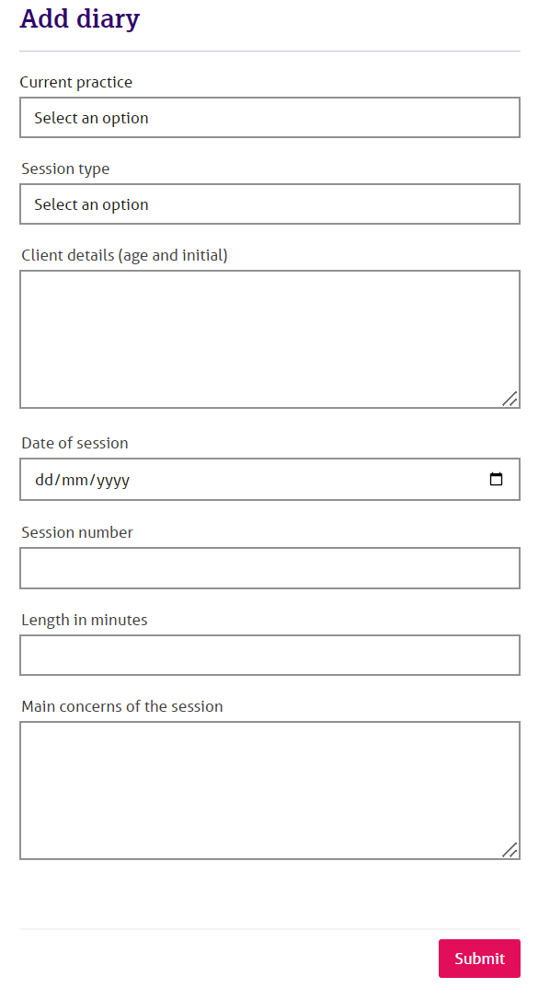 Add diary
Current practice
Select an option
Session type
Select an option
Client details (age and initial)
Date of session
dd/mm/yyyy
Session number
Length in minutes
Main concerns of the session
Submit